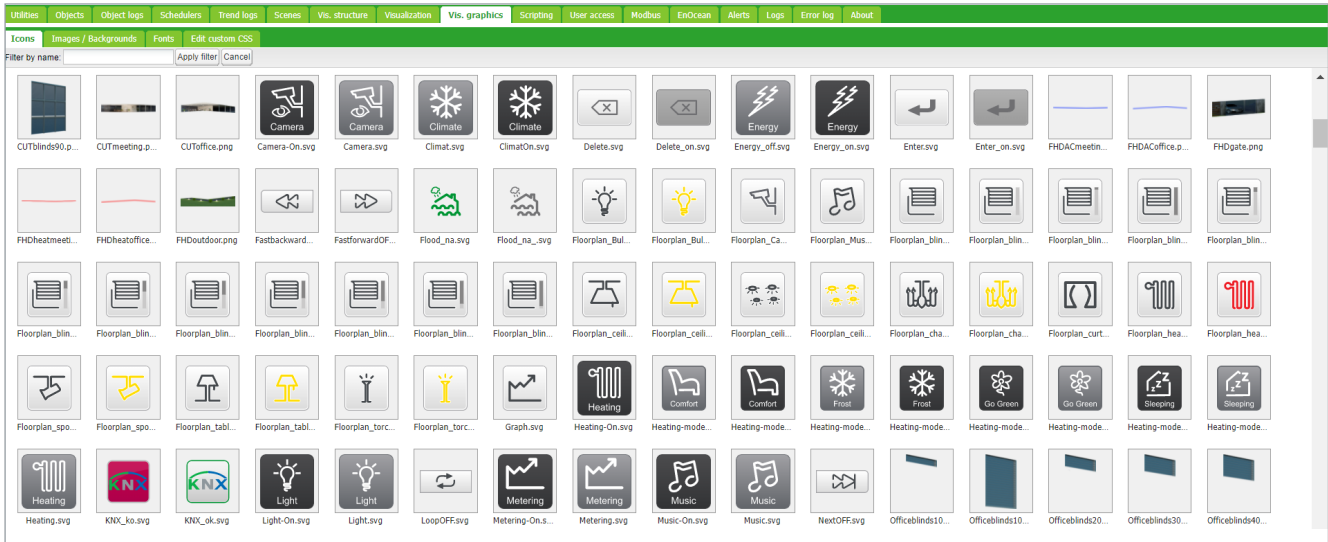 Utilities Objects Object logs Schedulers Trend logs Scenes Vis. structure Visualization Vis. graphics Scripting User access Modbus EnOcean Alerts Logs Error log About
Icons Images / Backgrounds Fonts Edit custom CSS
Filter by name: Apply filter Cancel
Camera Camera Climate Climate Energy Energy
CUTblinds90.p... CUTmeeting.p... CUToffice.png Camera-On.svg Camera.svg Climat.svg ClimatOn.svg Delete.svg Delete_on.svg Energy_off.svg Energy_on.svg Enter.svg Enter_on.svg FHDACmeetin... FHDACoffice.p... FHDgate.png
FHDheatmeeti... FHDheatoffice... FHDoutdoor.png Fastbackward... FastforwardOF... Flood_na.svg Flood_na_.svg Floorplan_Bul... Floorplan_Bul... Floorplan_Ca... Floorplan_Mus... Floorplan_blin... Floorplan_blin... Floorplan_blin... Floorplan_blin... Floorplan_blin...
Floorplan_blin... Floorplan_blin... Floorplan_blin... Floorplan_blin... Floorplan_blin... Floorplan_blin... Floorplan_blin... Floorplan_ceili... Floorplan_ceili... Floorplan_ceili... Floorplan_ceili... Floorplan_cha... Floorplan_cha... Floorplan_curt... Floorplan_hea... Floorplan_hea...
Heating Comfort Comfort Frost Frost Go Green Go Green Sleeping Sleeping
Floorplan_spo... Floorplan_spo... Floorplan_tabl... Floorplan_tabl... Floorplan_torc... Floorplan_torc... Graph.svg Heating-On.svg Heating-mode... Heating-mode... Heating-mode... Heating-mode... Heating-mode... Heating-mode... Heating-mode... Heating-mode...
Heating KNX KNX Light Light Metering Metering Music Music
Heating.svg KNX_ko.svg KNX_ok.svg Light-On.svg Light.svg LoopOFF.svg Metering-On.s... Metering.svg Music-On.svg Music.svg NextOFF.svg Officeblinds10... Officeblinds10... Officeblinds20... Officeblinds30... Officeblinds40...